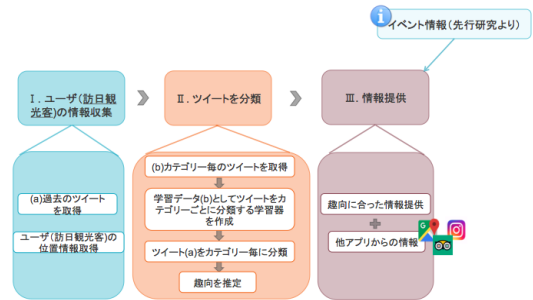 イベント情報(先行研究より)
Ⅰ. ユーザ(訪日観
光客)の情報収集
Ⅱ. ツイートを分類
Ⅲ. 情報提供
(a)過去のツイート
を取得
ユーザ(訪日観光客)の
位置情報取得
(b)カテゴリー毎のツイートを取得
学習データ(b)としてツイートをカ
テゴリーごとに分類する学習器
を作成
ツイート(a)をカテゴリー毎に分類
趣向を推定
趣向に合った情報提供
他アプリからの情報